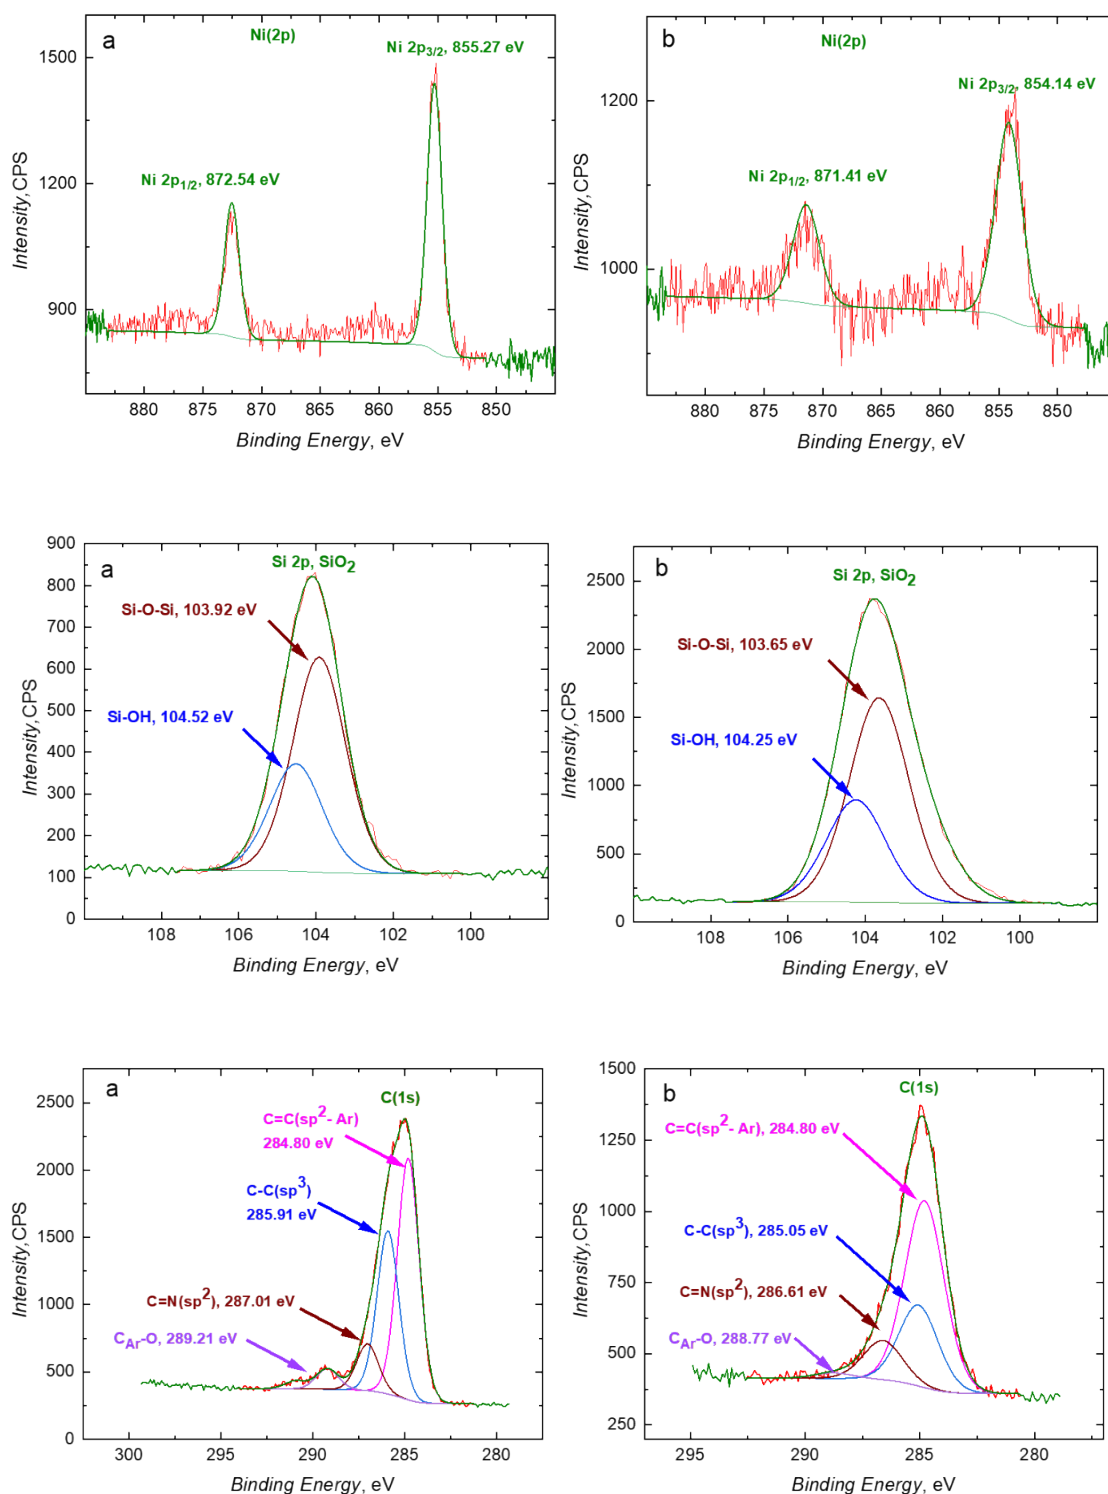 a
Ni(2p)
Ni 2p3/2, 855.27 eV
Ni 2p1/2, 872.54 eV
1500
1200
900
Intensity,CPS
880 875 870 865 860 855 850
Binding Energy, eV
b
Ni(2p)
Ni 2p3/2, 854.14 eV
Ni 2p1/2, 871.41 eV
1200
1000
Intensity,CPS
880 875 870 865 860 855 850
Binding Energy, eV
a
Si 2p, SiO2
Si-O-Si, 103.92 eV
Si-OH, 104.52 eV
900
800
700
600
500
400
300
200
100
0
Intensity,CPS
108 106 104 102 100
Binding Energy, eV
b
Si 2p, SiO2
Si-O-Si, 103.65 eV
Si-OH, 104.25 eV
2500
2000
1500
1000
500
0
Intensity,CPS
108 106 104 102 100
Binding Energy, eV
a
C(1s)
C=C(sp2- Ar)
284.80 eV
C-C(sp3)
285.91 eV
C=N(sp2), 287.01 eV
CAr-O, 289.21 eV
2500
2000
1500
1000
500
0
Intensity,CPS
300 295 290 285 280
Binding Energy, eV
b
C(1s)
C=C(sp2- Ar), 284.80 eV
C-C(sp3), 285.05 eV
C=N(sp2), 286.61 eV
CAr-O, 288.77 eV
1500
1250
1000
750
500
250
Intensity,CPS
295 290 285 280
Binding Energy, eV